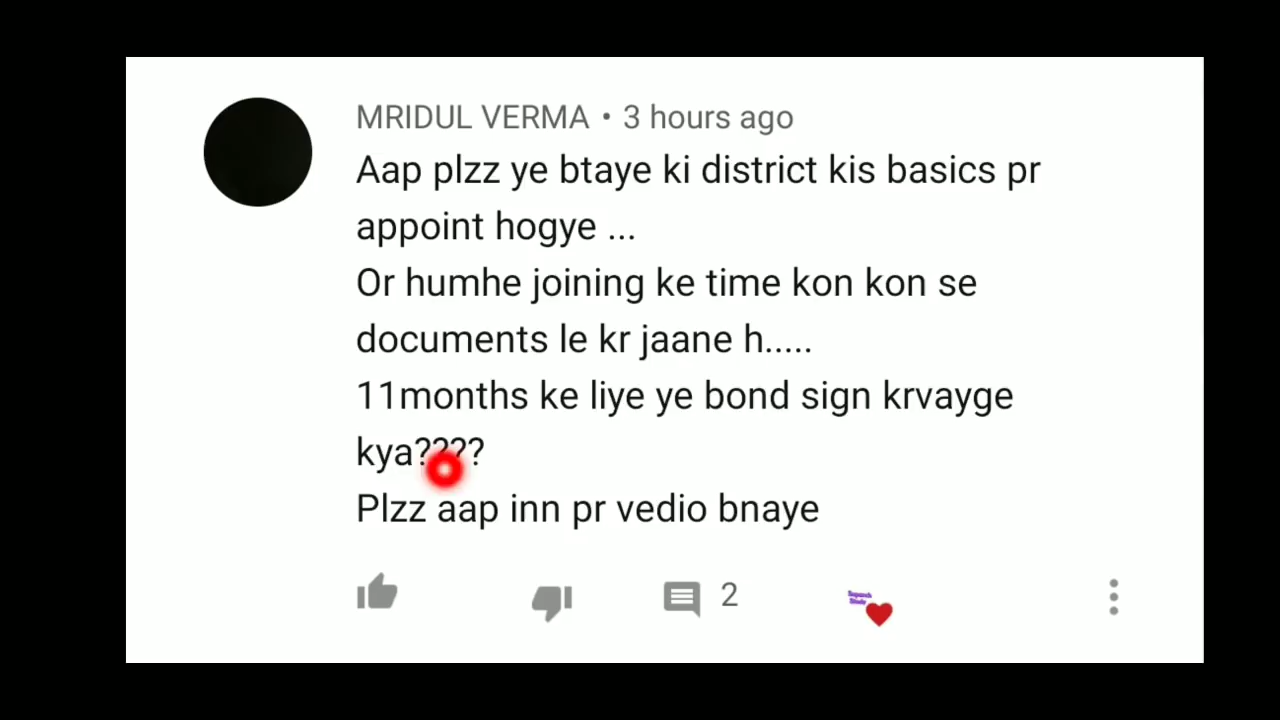 MRIDUL VERMA • 3 hours ago
Aap plzz ye btaye ki district kis basics pr
appoint hogye ...
Or humhe joining ke time kon kon se
documents le kr jaane h.....
11months ke liye ye bond sign krvayge
kya????
Plzz aap inn pr vedio bnaye
2